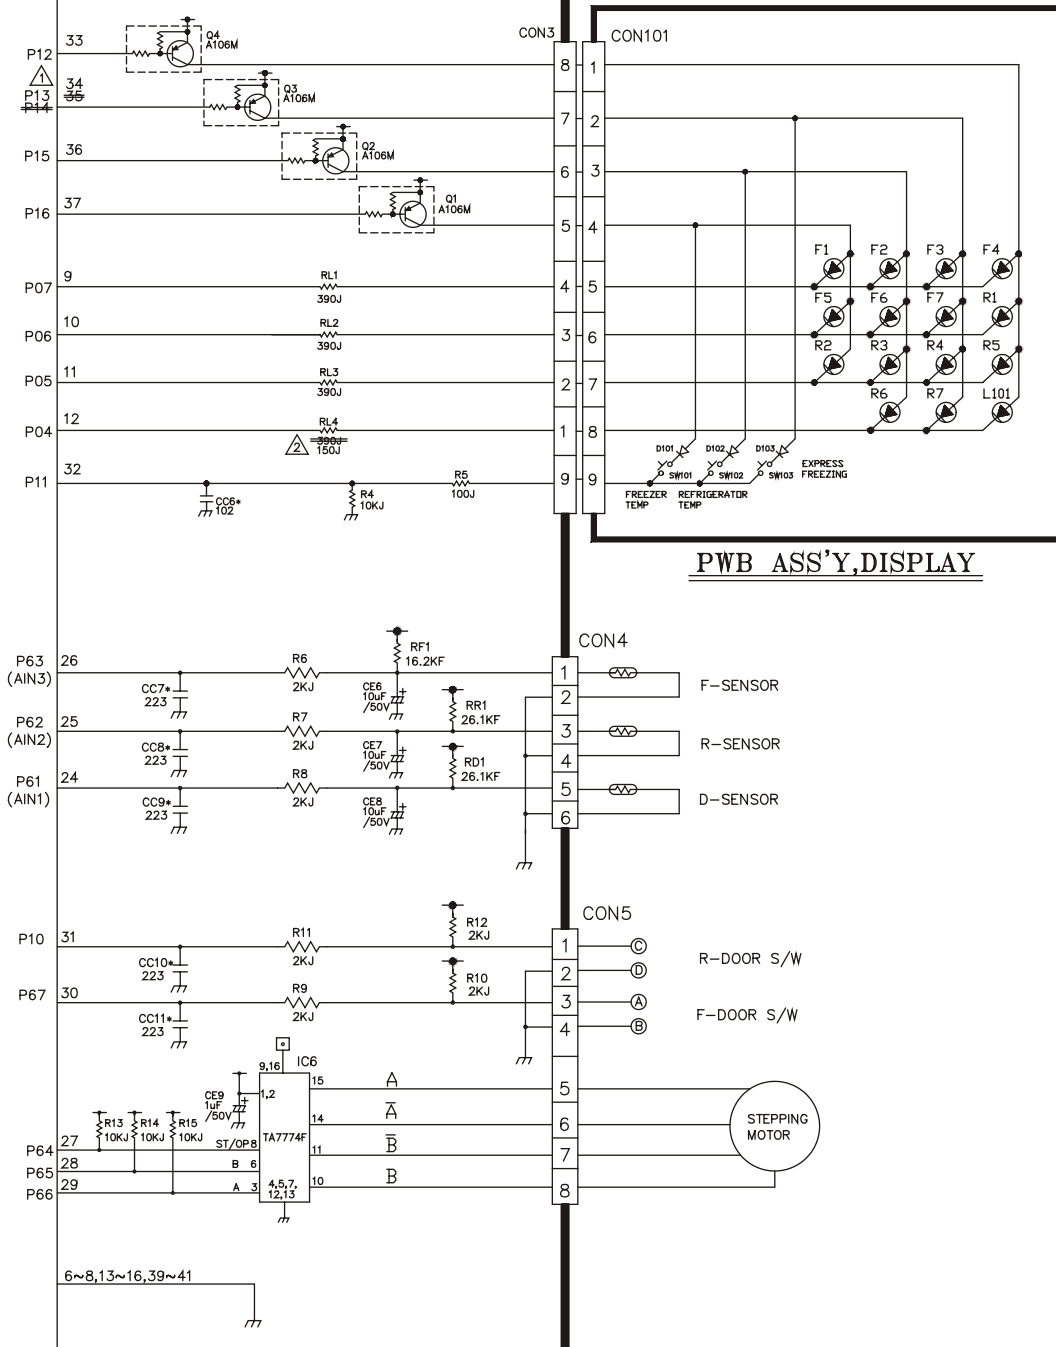 P12
33
Q4
A106M
CON3
CON101
8
1
1
P13
34
P14
35
Q3
A106M
7
2
P15
36
Q2
A106M
6
3
P16
37
Q1
A106M
5
4
F1 F2 F3 F4
P07
9
RL1
390J
4
5
F5 F6 F7 R1
P06
10
RL2
390J
3
6
R2 R3 R4 R5
P05
11
RL3
390J
2
7
R6 R7 L101
P04
12
RL4
390J
2
150J
1
8
D101 D102 D103
SW101 SW102 SW103
EXPRESS
FREEZING
P11
32
CC6*
102
R4
10KJ
R5
100J
9
9
FREEZER
TEMP
REFRIGERATOR
TEMP
PWB ASS'Y,DISPLAY
CON4
P63
(AIN3)
26
CC7*
223
R6
2KJ
RF1
16.2KF
CE6
10uF
/50V
1
2
F-SENSOR
P62
(AIN2)
25
CC8*
223
R7
2KJ
RR1
26.1KF
CE7
10uF
/50V
3
4
R-SENSOR
P61
(AIN1)
24
CC9*
223
R8
2KJ
RD1
26.1KF
CE8
10uF
/50V
5
6
D-SENSOR
CON5
P10
31
CC10*
223
R11
2KJ
R12
2KJ
1
C
2
D
R-DOOR S/W
P67
30
CC11*
223
R9
2KJ
R10
2KJ
3
A
4
B
F-DOOR S/W
9,16
IC6
CE9
1uF
/50V
1,2
TA7774F
15
A
5
14
A̅
6
11
B̅
7
10
B
8
STEPPING
MOTOR
R13
10KJ
R14
10KJ
R15
10KJ
P64
27
ST/OP 8
P65
28
B 6
P66
29
A 3
4,5,7,
12,13
6~8,13~16,39~41